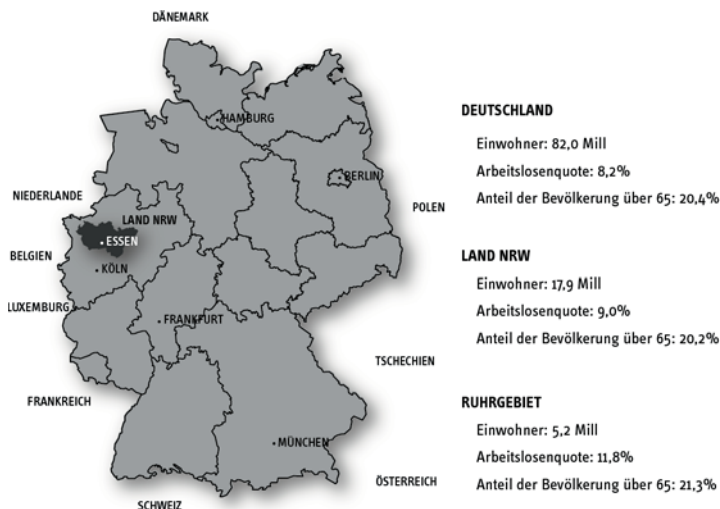 DÄNEMARK
HAMBURG
BERLIN
NIEDERLANDE
POLEN
LAND NRW
ESSEN
BELGIEN
KÖLN
LUXEMBURG
FRANKFURT
TSCHECHIEN
FRANKREICH
MÜNCHEN
ÖSTERREICH
SCHWEIZ
DEUTSCHLAND
Einwohner: 82,0 Mill
Arbeitslosenquote: 8,2%
Anteil der Bevölkerung über 65: 20,4%
LAND NRW
Einwohner: 17,9 Mill
Arbeitslosenquote: 9,0%
Anteil der Bevölkerung über 65: 20,2%
RUHRGEBIET
Einwohner: 5,2 Mill
Arbeitslosenquote: 11,8%
Anteil der Bevölkerung über 65: 21,3%